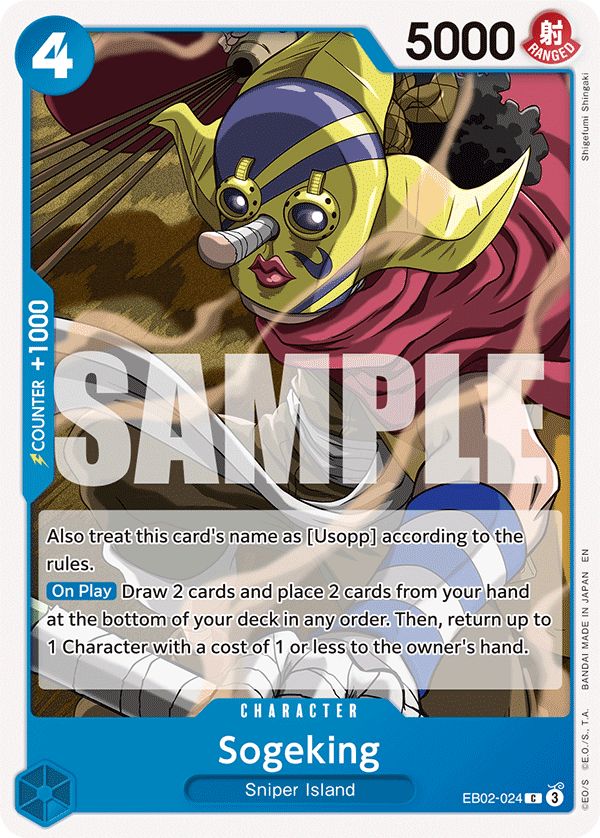 4
5000
射
RANGED
Shigefumi Shingaki
COUNTER +1000
SAMPLE
Also treat this card's name as [Usopp] according to the
rules.
On Play Draw 2 cards and place 2 cards from your hand
at the bottom of your deck in any order. Then, return up to
1 Character with a cost of 1 or less to the owner's hand.
CHARACTER
Sogeking
Sniper Island
EB02-024 C 3
©EO/S ©E.O./S., T.A. BANDAI MADE IN JAPAN EN